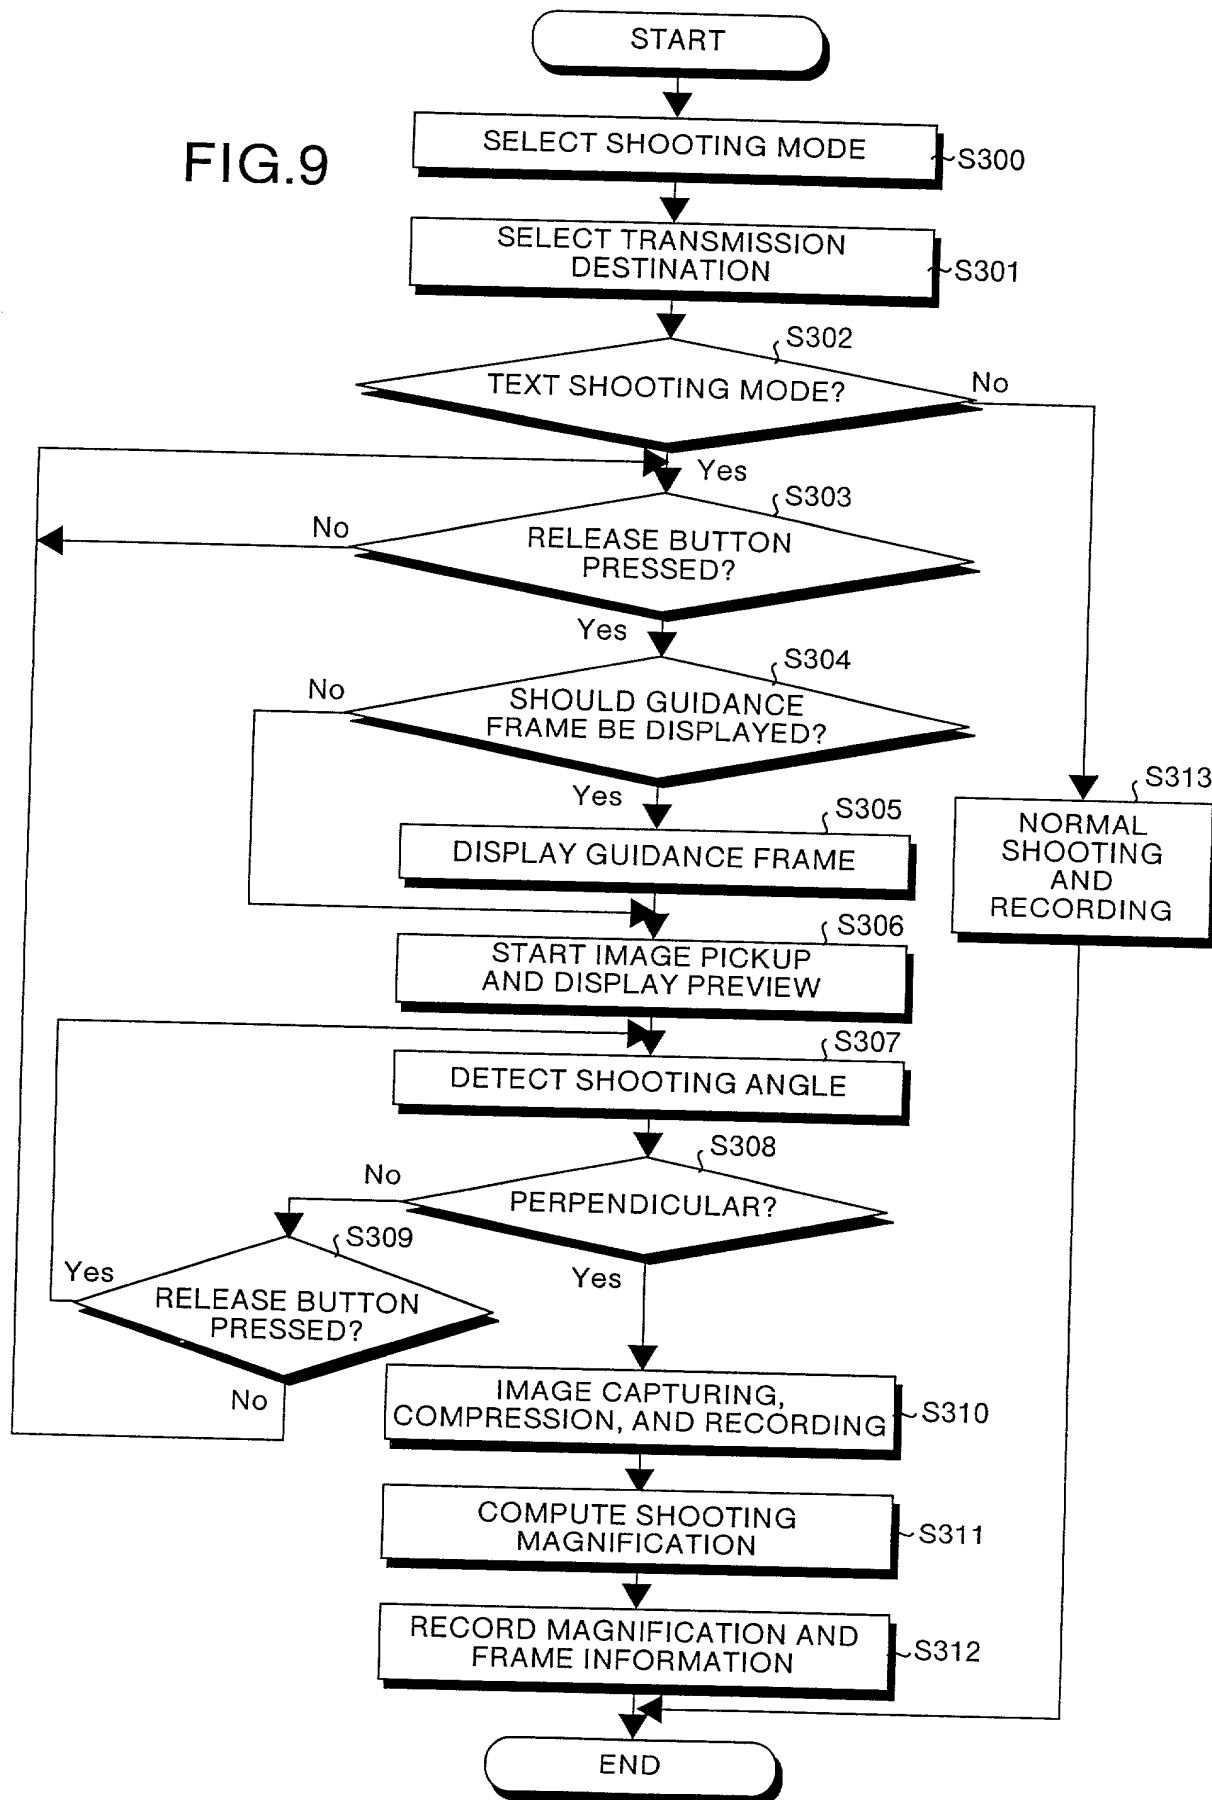 START
FIG.9
SELECT SHOOTING MODE
S300
SELECT TRANSMISSION
DESTINATION
S301
S302
TEXT SHOOTING MODE?
No
Yes
S303
No
RELEASE BUTTON
PRESSED?
Yes
S304
No
SHOULD GUIDANCE
FRAME BE DISPLAYED?
Yes
S313
NORMAL
SHOOTING
AND
RECORDING
S305
DISPLAY GUIDANCE FRAME
S306
START IMAGE PICKUP
AND DISPLAY PREVIEW
S307
DETECT SHOOTING ANGLE
S308
No
PERPENDICULAR?
Yes
S309
Yes
RELEASE BUTTON
PRESSED?
No
IMAGE CAPTURING,
COMPRESSION, AND RECORDING
S310
COMPUTE SHOOTING
MAGNIFICATION
S311
RECORD MAGNIFICATION AND
FRAME INFORMATION
S312
END